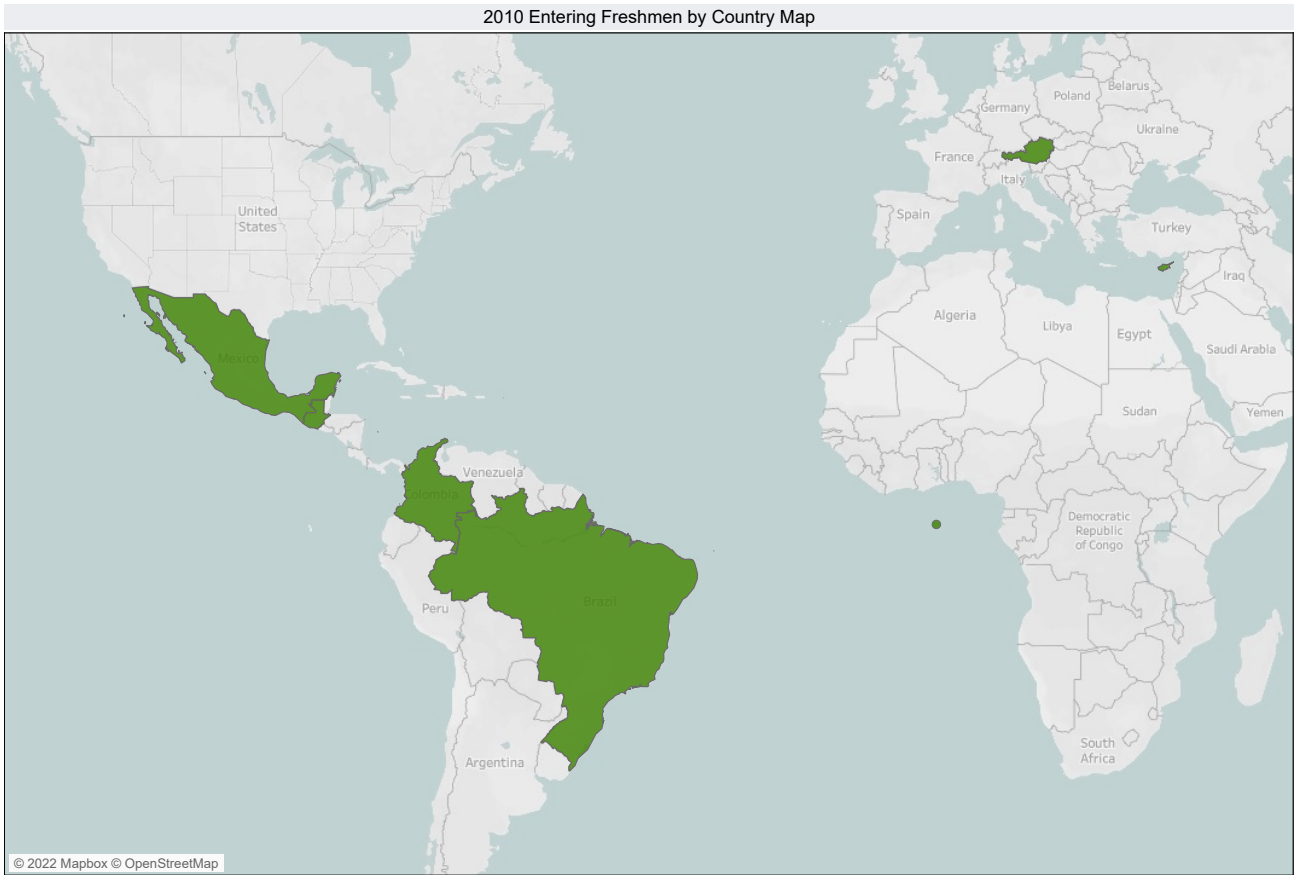 2010 Entering Freshmen by Country Map
Belarus
Poland
Germany
Ukraine
France
Italy
United
States
Spain
Turkey
Iraq
Algeria
Libya
Egypt
Saudi Arabia
Mexico
Sudan
Yemen
Venezuela
Colombia
Democratic
Republic
of Congo
Brazil
Peru
South
Africa
Argentina
© 2022 Mapbox © OpenStreetMap